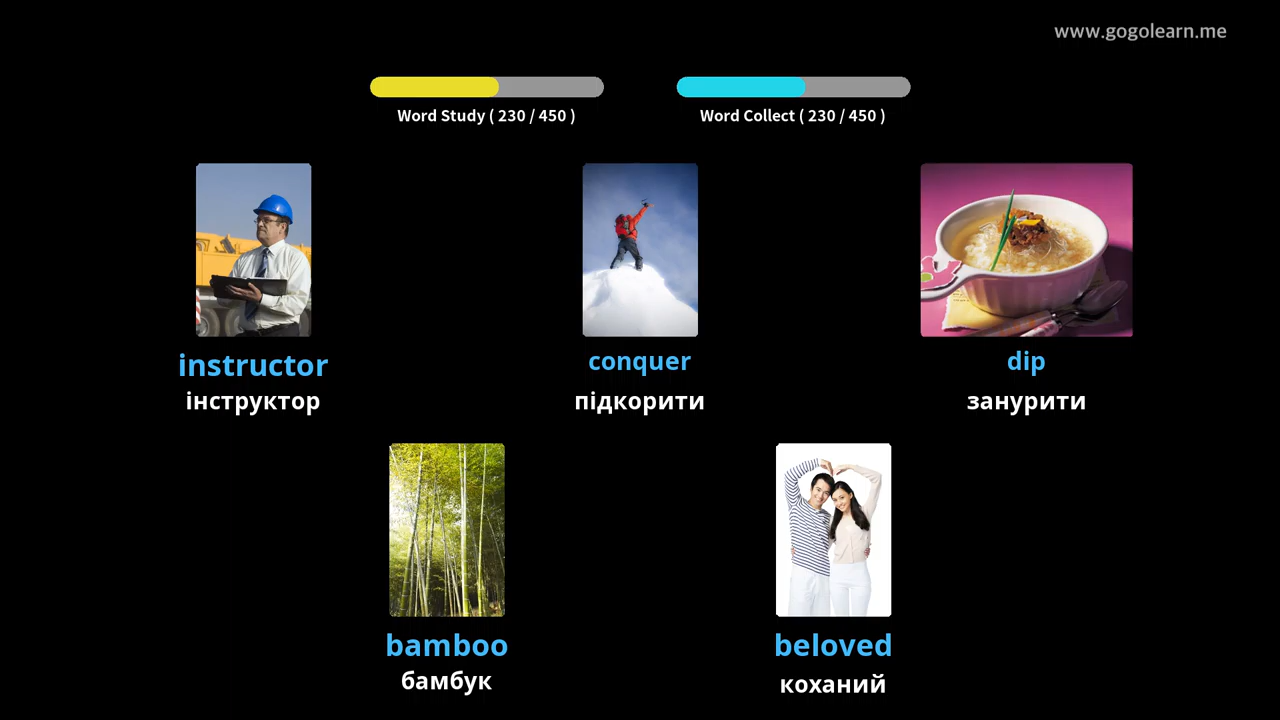 www.gogolearn.me
Word Study ( 230 / 450 )
Word Collect ( 230 / 450 )
instructor
інструктор
conquer
підкорити
dip
занурити
bamboo
бамбук
beloved
коханий